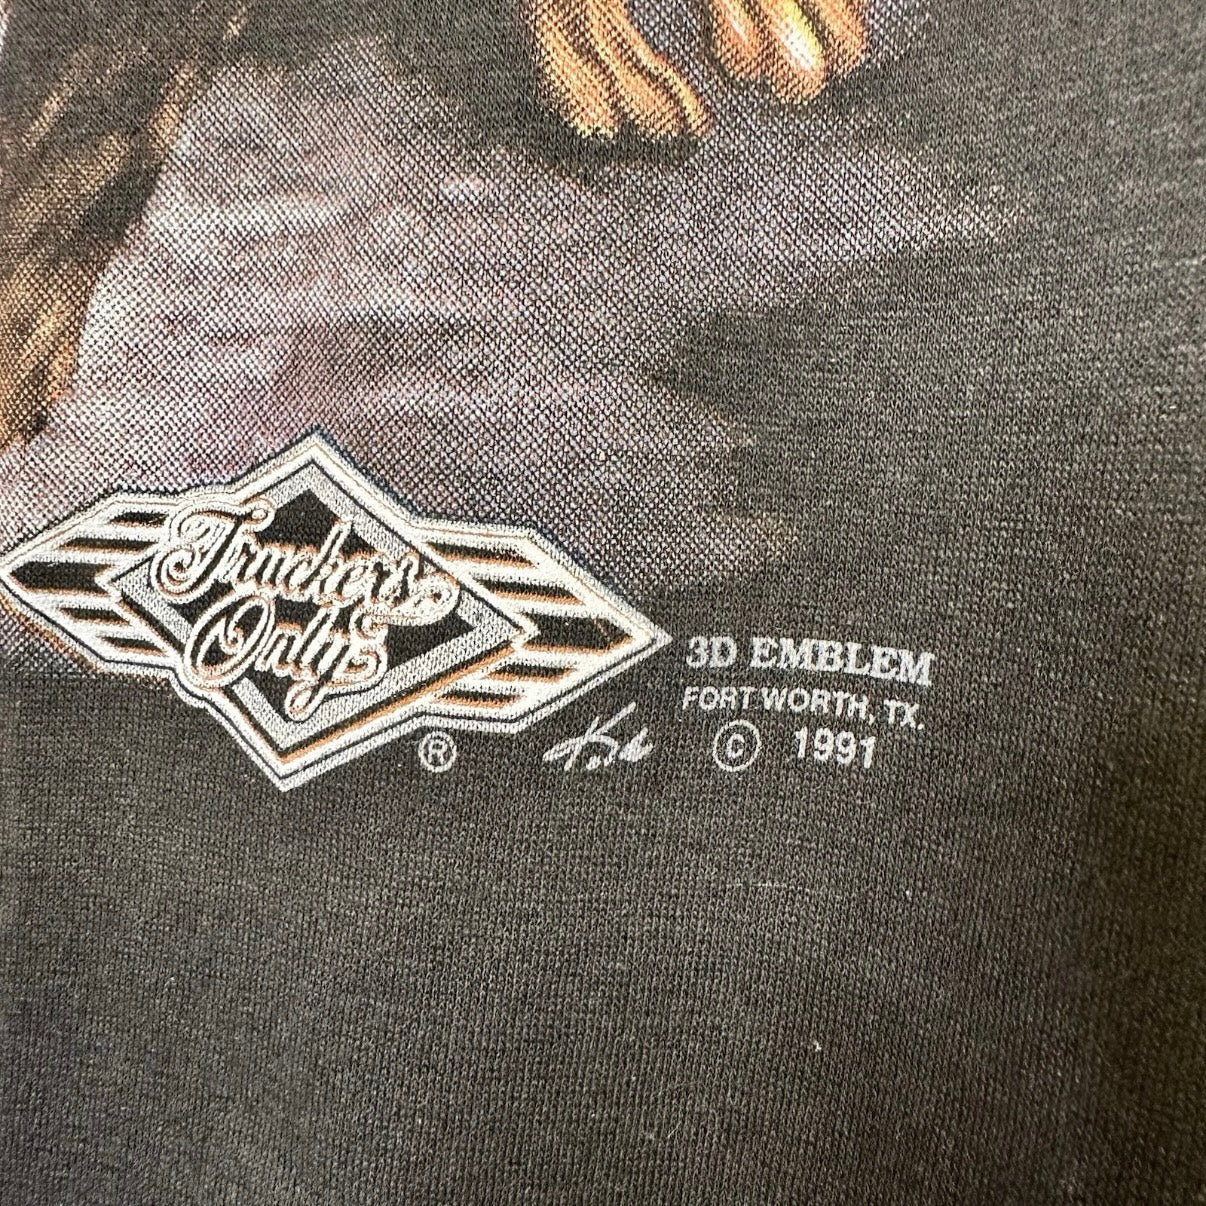 Truckers
Only
®
3D EMBLEM
FORT WORTH, TX.
© 1991